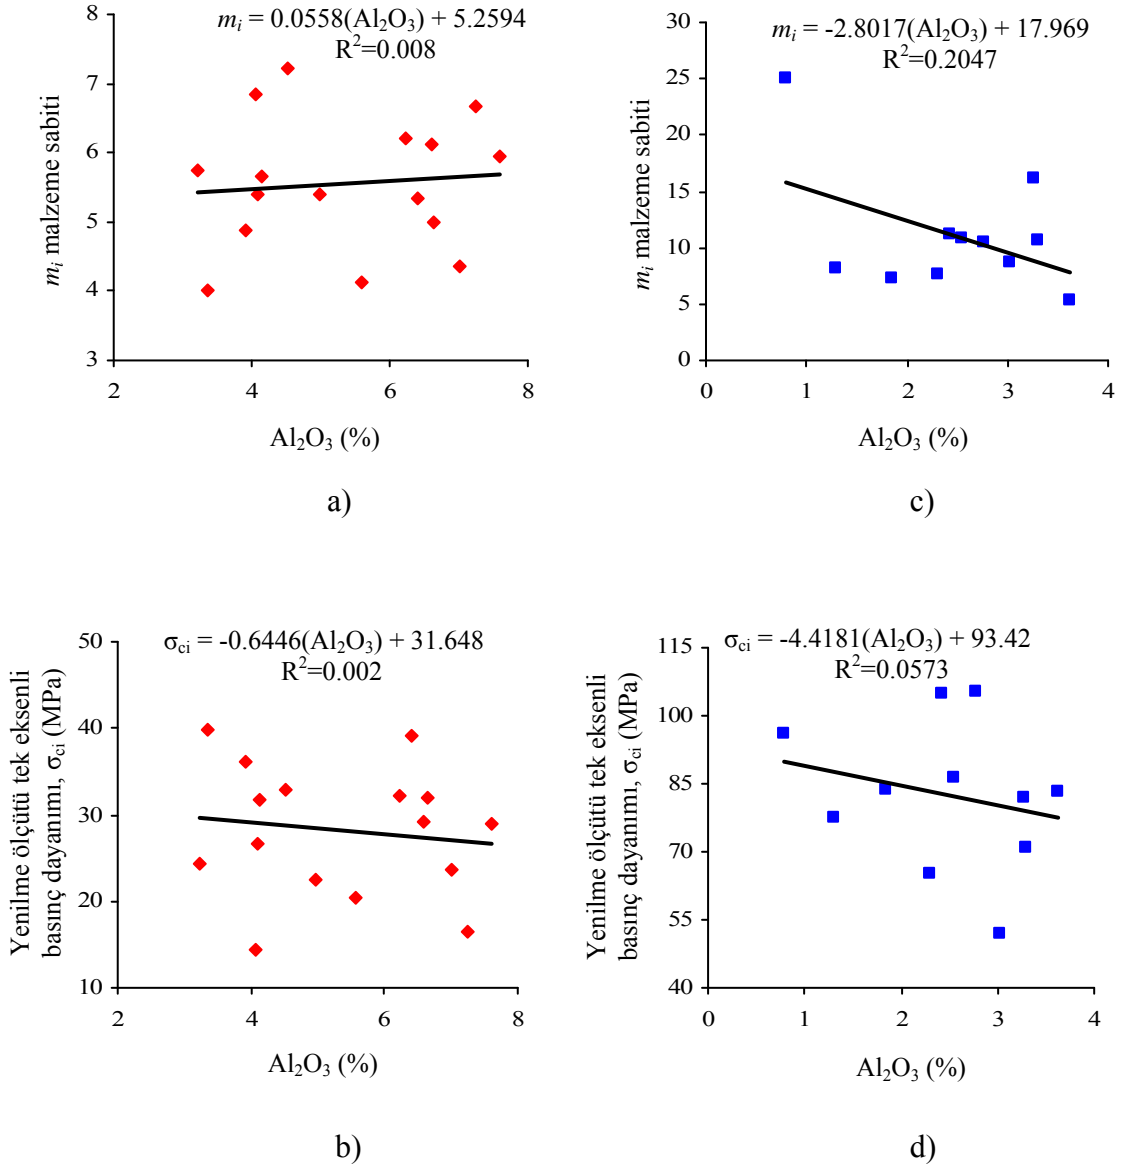 mᵢ = 0.0558(Al₂O₃) + 5.2594
R²=0.008
8
7
6
5
4
3
mᵢ malzeme sabiti
2 4 6 8
Al₂O₃ (%)
a)
mᵢ = -2.8017(Al₂O₃) + 17.969
R²=0.2047
30
25
20
15
10
5
0
mᵢ malzeme sabiti
0 1 2 3 4
Al₂O₃ (%)
c)
σci = -0.6446(Al₂O₃) + 31.648
R²=0.002
50
40
30
20
10
Yenilme ölçütü tek eksenli
basınç dayanımı, σci (MPa)
2 4 6 8
Al₂O₃ (%)
b)
σci = -4.4181(Al₂O₃) + 93.42
R²=0.0573
115
100
85
70
55
40
Yenilme ölçütü tek eksenli
basınç dayanımı, σci (MPa)
0 1 2 3 4
Al₂O₃ (%)
d)